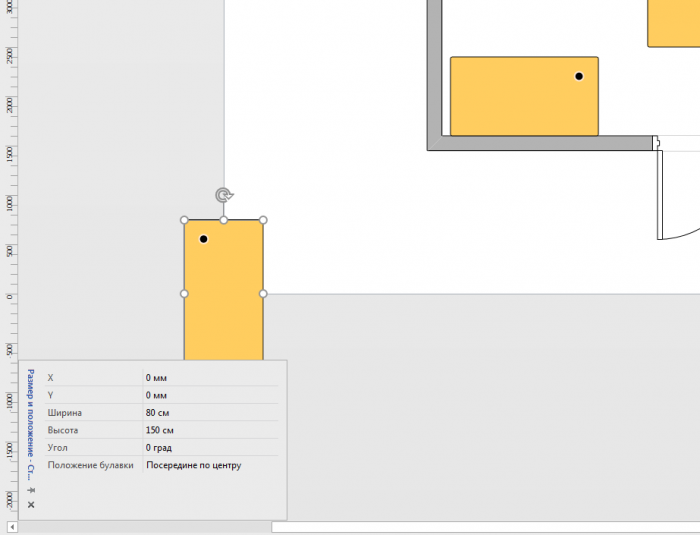 3000
2500
2000
1500
1000
500
0
-500
-1000
-1500
-2000
Размер и положение - Ст...
X 0 мм
Y 0 мм
Ширина 80 см
Высота 150 см
Угол 0 град
Положение булавки Посередине по центру